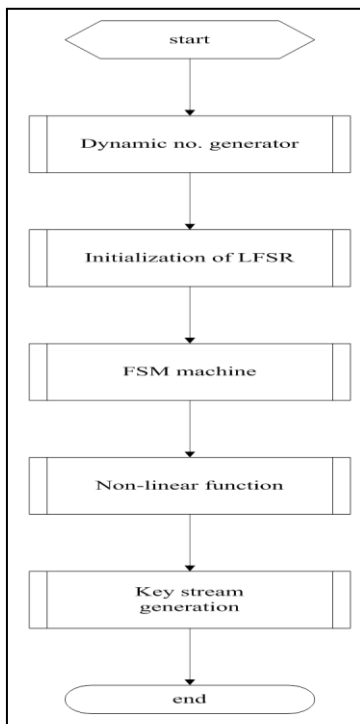 start
Dynamic no. generator
Initialization of LFSR
FSM machine
Non-linear function
Key stream
generation
end